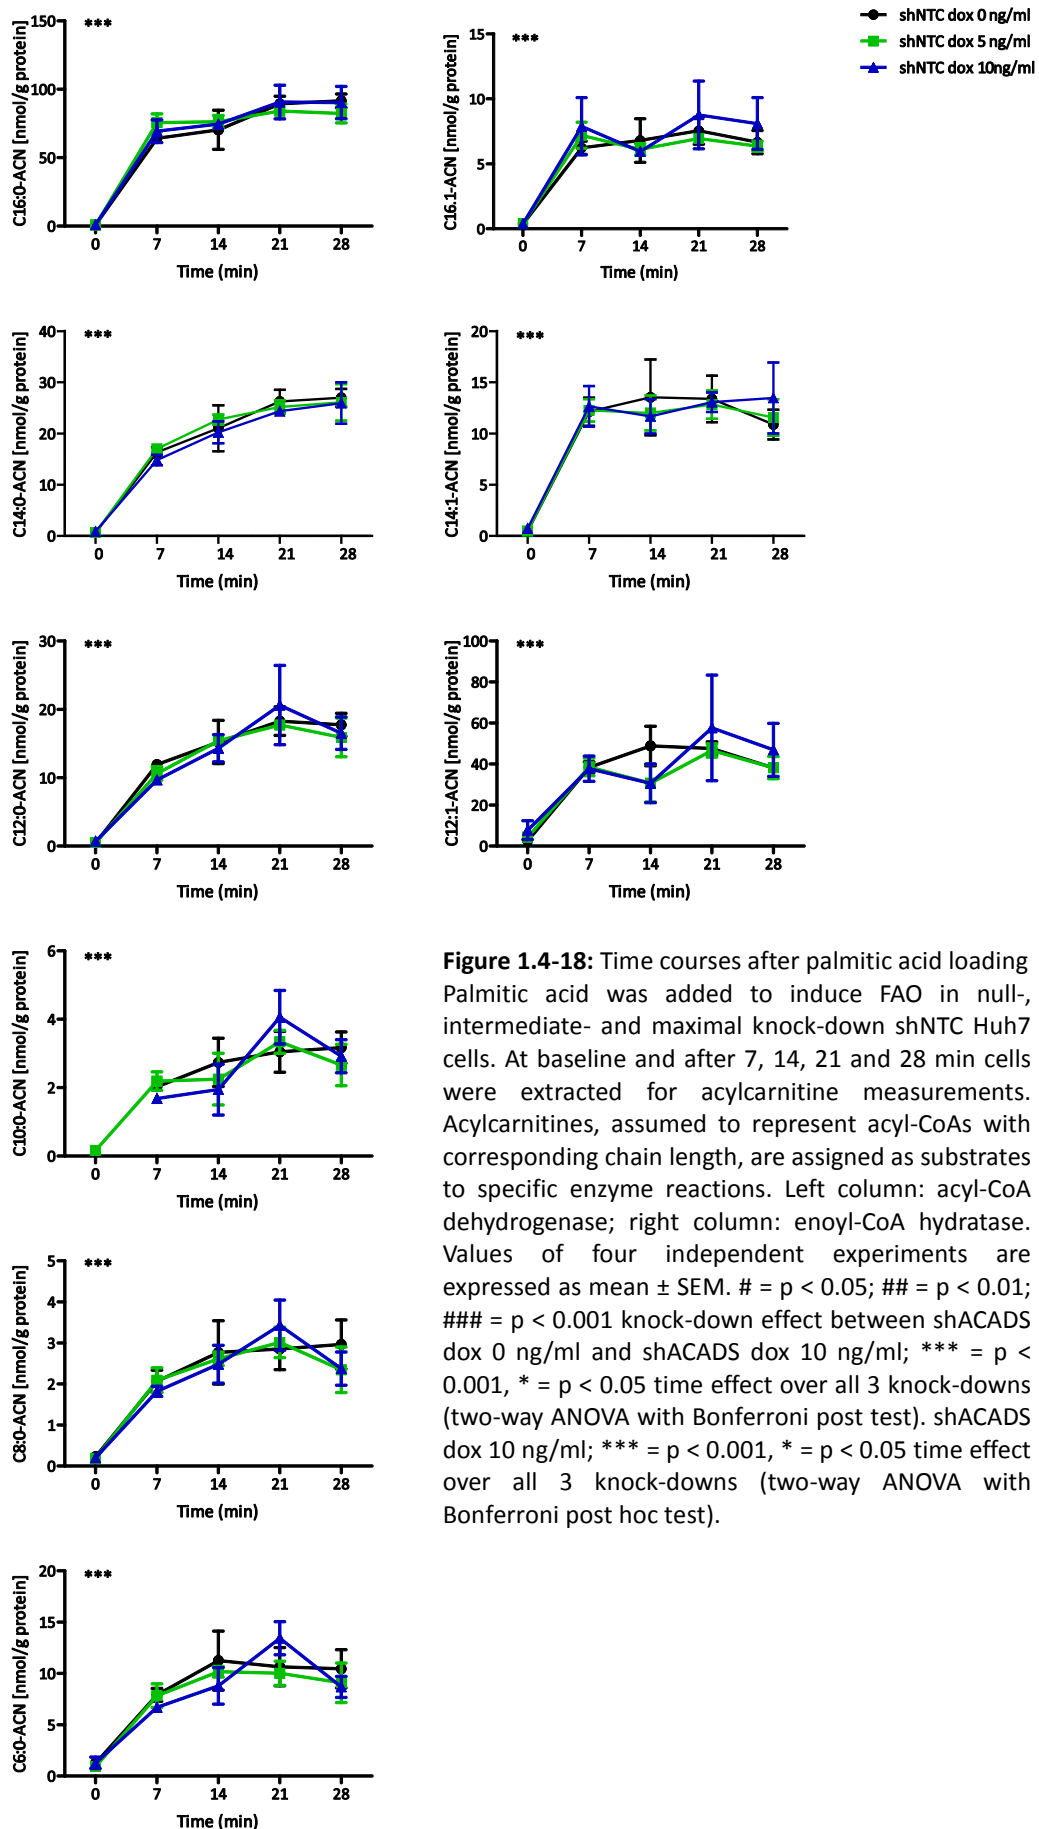 shNTC dox 0 ng/ml
shNTC dox 5 ng/ml
shNTC dox 10ng/ml
C16:0-ACN [nmol/g protein]
150
100
50
0
***
0 7 14 21 28
Time (min)
C16.1-ACN [nmol/g protein]
15
10
5
0
***
0 7 14 21 28
Time (min)
C14:0-ACN [nmol/g protein]
40
30
20
10
0
***
0 7 14 21 28
Time (min)
C14:1-ACN [nmol/g protein]
20
15
10
5
0
***
0 7 14 21 28
Time (min)
C12:0-ACN [nmol/g protein]
30
20
10
0
***
0 7 14 21 28
Time (min)
C12:1-ACN [nmol/g protein]
100
80
60
40
20
0
***
0 7 14 21 28
Time (min)
C10:0-ACN [nmol/g protein]
6
4
2
0
***
0 7 14 21 28
Time (min)
C8:0-ACN [nmol/g protein]
5
4
3
2
1
0
***
0 7 14 21 28
Time (min)
C6:0-ACN [nmol/g protein]
20
15
10
5
0
***
0 7 14 21 28
Time (min)
Figure 1.4-18: Time courses after palmitic acid loading
Palmitic acid was added to induce FAO in null-,
intermediate- and maximal knock-down shNTC Huh7
cells. At baseline and after 7, 14, 21 and 28 min cells
were extracted for acylcarnitine measurements.
Acylcarnitines, assumed to represent acyl-CoAs with
corresponding chain length, are assigned as substrates
to specific enzyme reactions. Left column: acyl-CoA
dehydrogenase; right column: enoyl-CoA hydratase.
Values of four independent experiments are
expressed as mean ± SEM. # = p < 0.05; ## = p < 0.01;
### = p < 0.001 knock-down effect between shACADS
dox 0 ng/ml and shACADS dox 10 ng/ml; *** = p <
0.001, * = p < 0.05 time effect over all 3 knock-downs
(two-way ANOVA with Bonferroni post test). shACADS
dox 10 ng/ml; *** = p < 0.001, * = p < 0.05 time effect
over all 3 knock-downs (two-way ANOVA with
Bonferroni post hoc test).